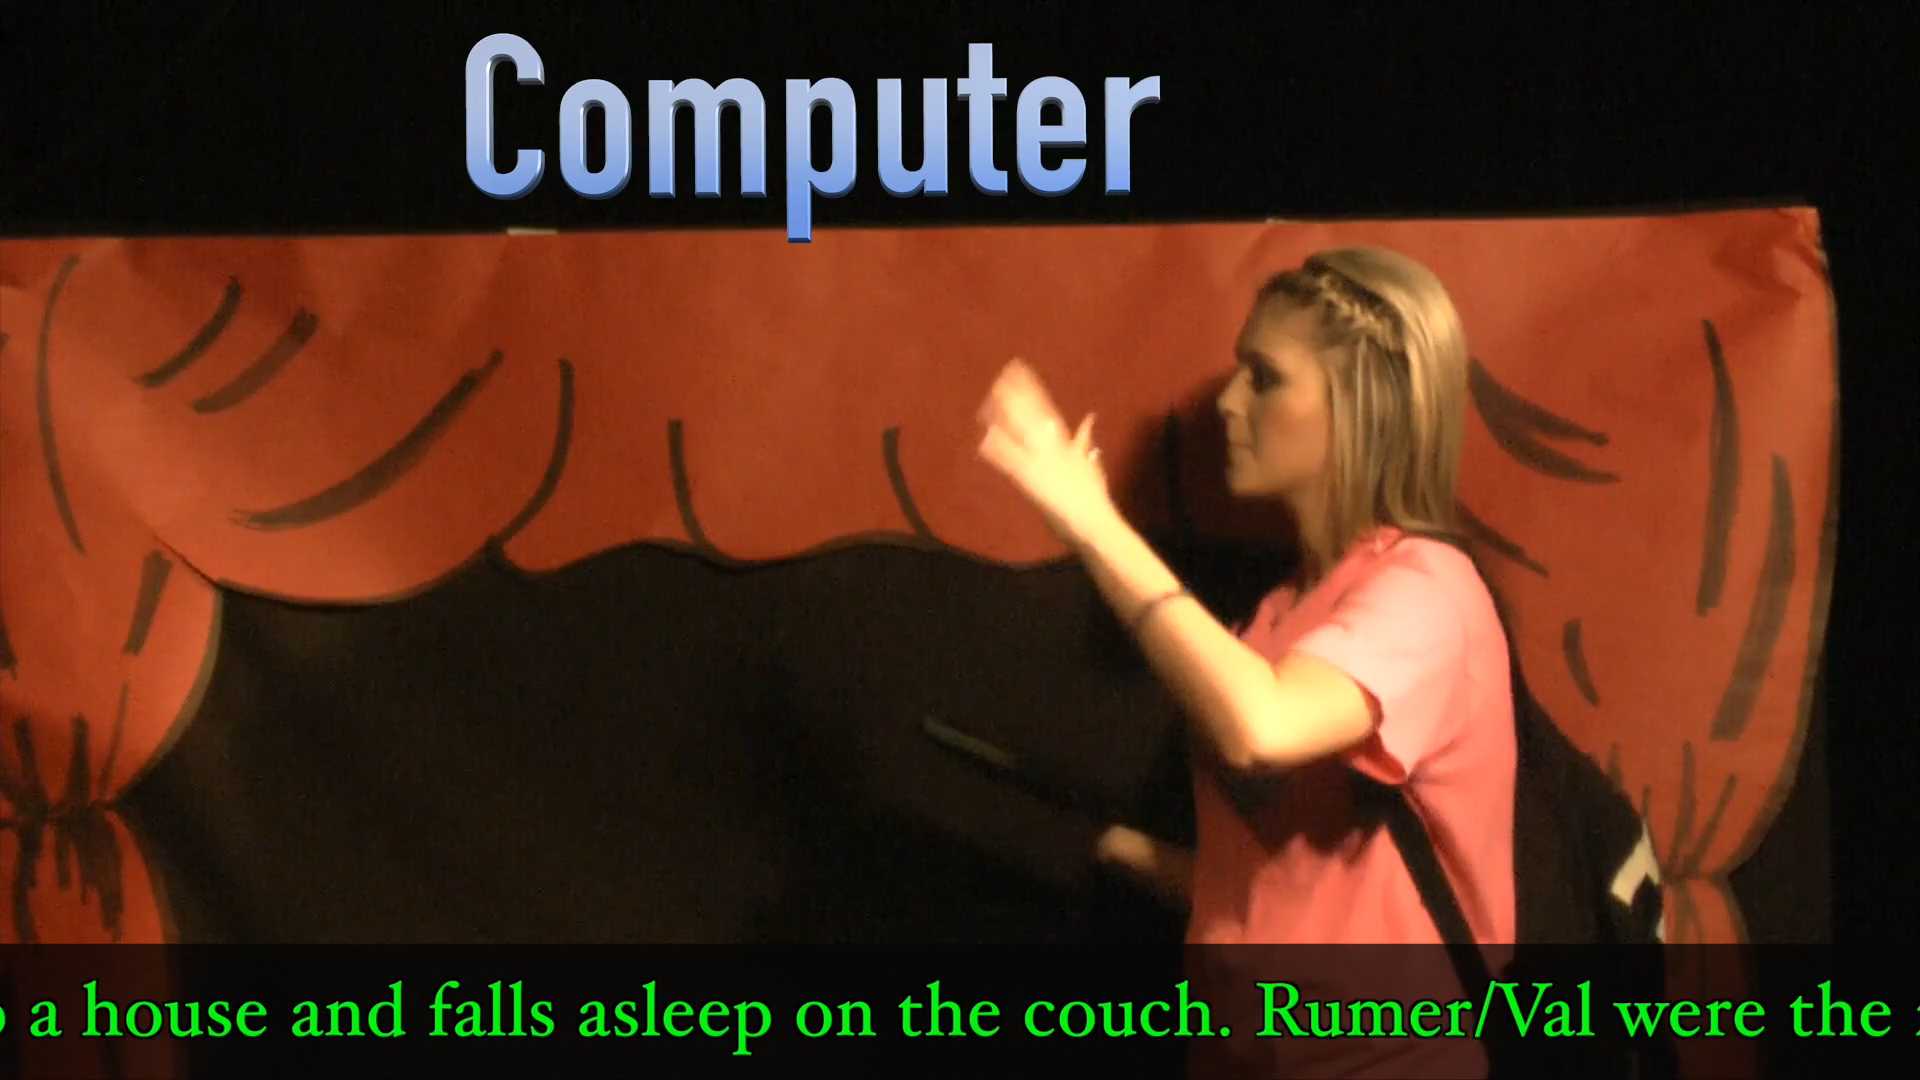 Computer
a house and falls asleep on the couch. Rumer/Val were the